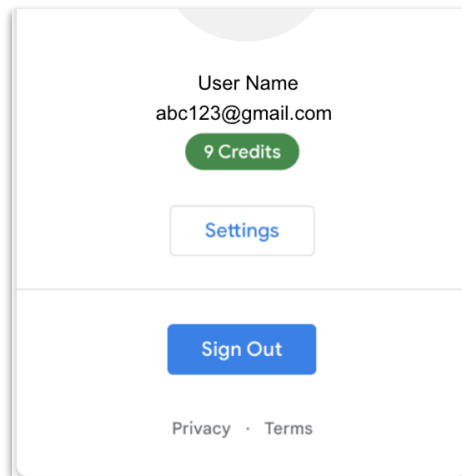 User Name
abc123@gmail.com
9 Credits
Settings
Sign Out
Privacy · Terms